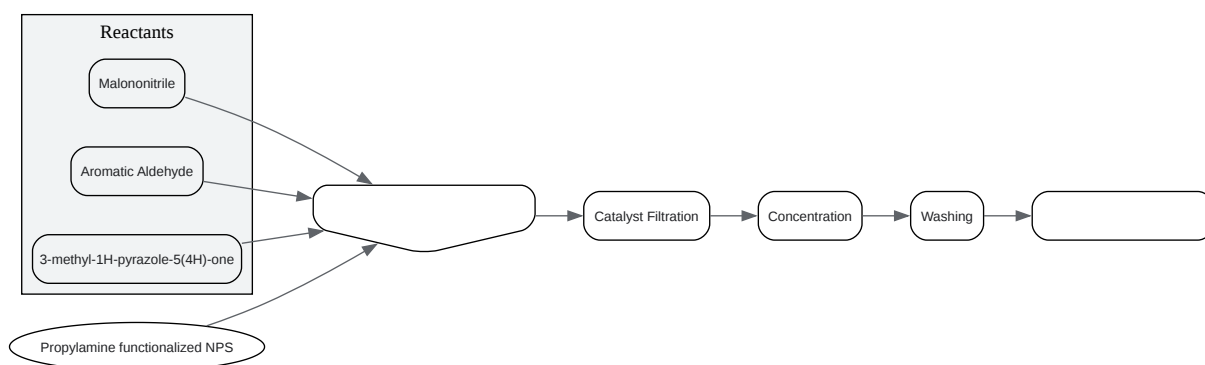 Reactants
Malononitrile
Aromatic Aldehyde
3-methyl-1H-pyrazole-5(4H)-one
Propylamine functionalized NPS
Catalyst Filtration
Concentration
Washing